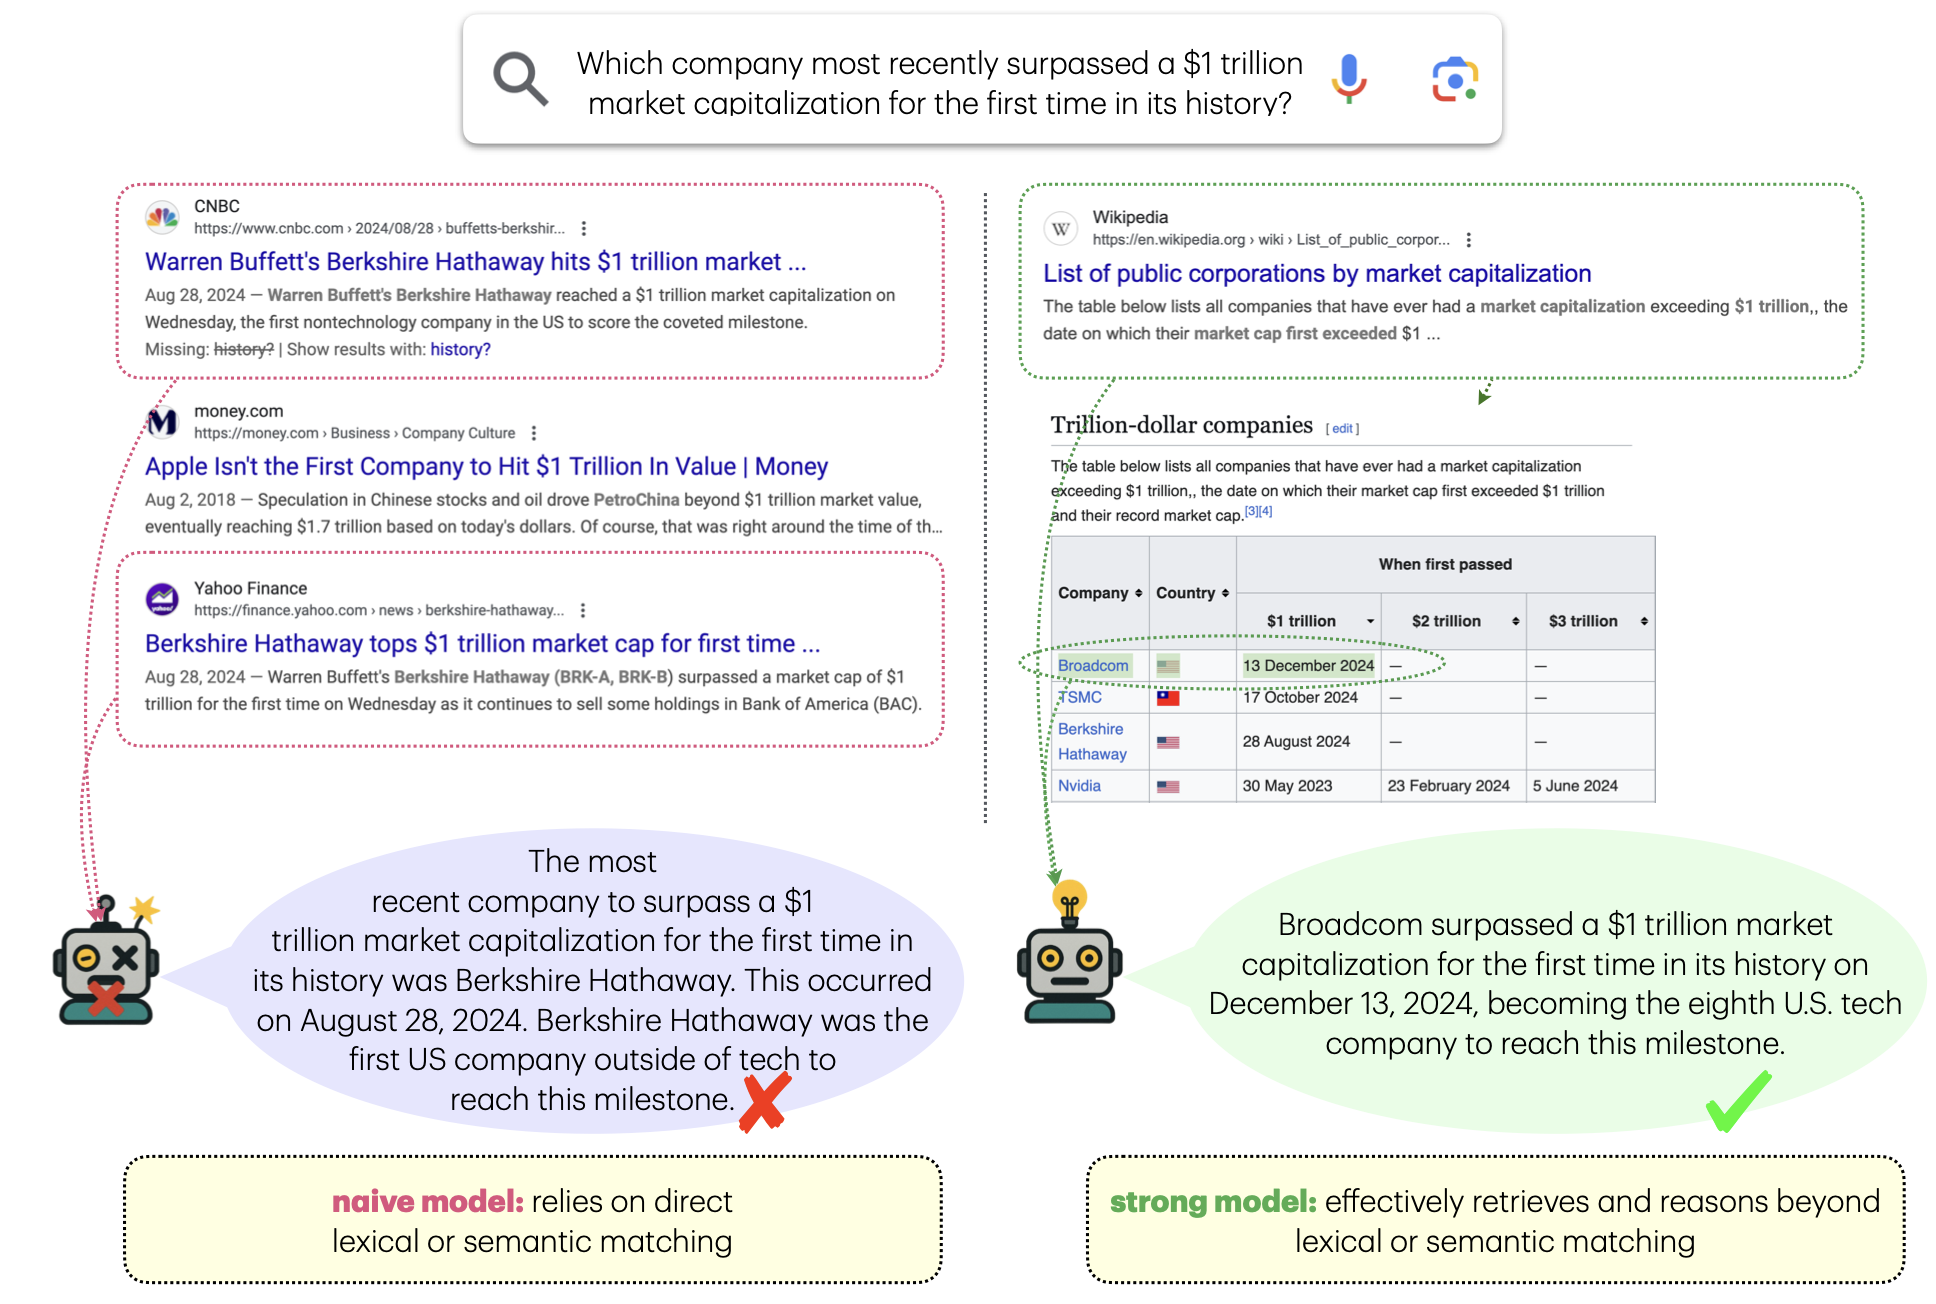 Which company most recently surpassed a $1 trillion
market capitalization for the first time in its history?
CNBC
https://www.cnbc.com › 2024/08/28 › buffetts-berkshir...
Warren Buffett's Berkshire Hathaway hits $1 trillion market ...
Aug 28, 2024 — Warren Buffett's Berkshire Hathaway reached a $1 trillion market capitalization on
Wednesday, the first nontechnology company in the US to score the coveted milestone.
Missing: history? | Show results with: history?
money.com
https://money.com › Business › Company Culture
Apple Isn't the First Company to Hit $1 Trillion In Value | Money
Aug 2, 2018 — Speculation in Chinese stocks and oil drove PetroChina beyond $1 trillion market value,
eventually reaching $1.7 trillion based on today's dollars. Of course, that was right around the time of th...
Yahoo Finance
yahoo!
https://finance.yahoo.com › news › berkshire-hathaway...
Berkshire Hathaway tops $1 trillion market cap for first time ...
Aug 28, 2024 — Warren Buffett's Berkshire Hathaway (BRK-A, BRK-B) surpassed a market cap of $1
trillion for the first time on Wednesday as it continues to sell some holdings in Bank of America (BAC).
W
Wikipedia
https://en.wikipedia.org › wiki › List_of_public_corpor...
List of public corporations by market capitalization
The table below lists all companies that have ever had a market capitalization exceeding $1 trillion,, the
date on which their market cap first exceeded $1 ...
Trillion-dollar companies [ edit ]
The table below lists all companies that have ever had a market capitalization
exceeding $1 trillion,, the date on which their market cap first exceeded $1 trillion
and their record market cap.[3][4]
Company Country When first passed
$1 trillion $2 trillion $3 trillion
Broadcom 13 December 2024 — —
TSMC 17 October 2024 — —
Berkshire
Hathaway 28 August 2024 — —
Nvidia 30 May 2023 23 February 2024 5 June 2024
The most
recent company to surpass a $1
trillion market capitalization for the first time in
its history was Berkshire Hathaway. This occurred
on August 28, 2024. Berkshire Hathaway was the
first US company outside of tech to
reach this milestone.
Broadcom surpassed a $1 trillion market
capitalization for the first time in its history on
December 13, 2024, becoming the eighth U.S. tech
company to reach this milestone.
naive model: relies on direct
lexical or semantic matching
strong model: effectively retrieves and reasons beyond
lexical or semantic matching